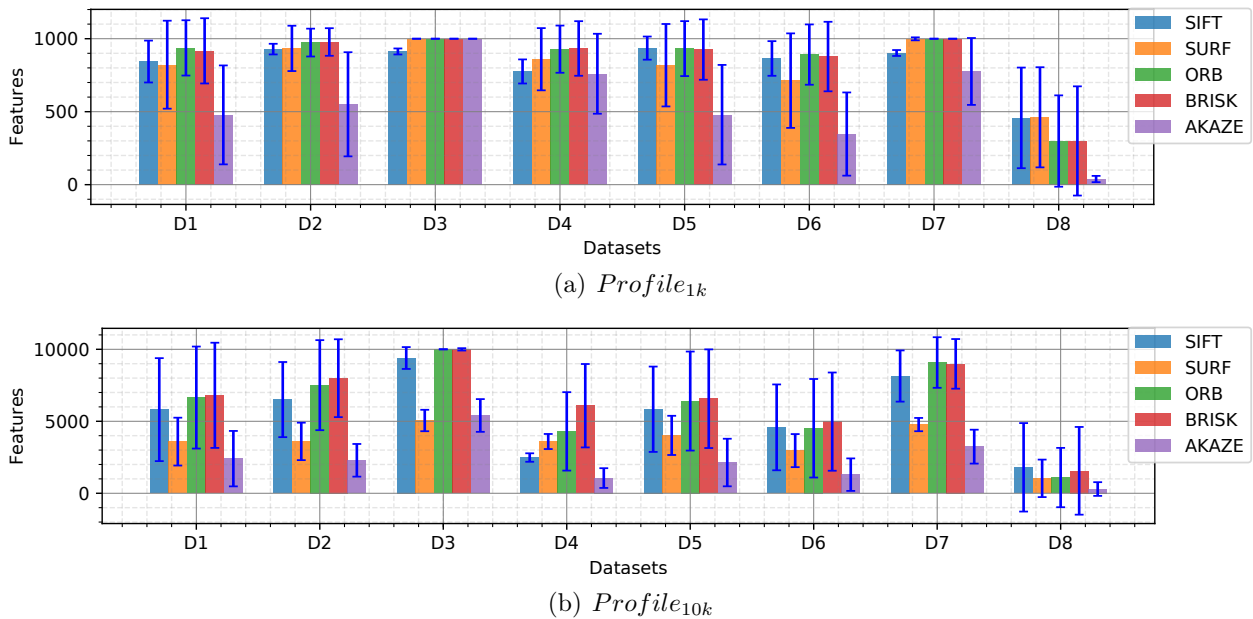 1000
500
0
Features
D1 D2 D3 D4 D5 D6 D7 D8
Datasets
SIFT
SURF
ORB
BRISK
AKAZE
(a) Profile1k
10000
5000
0
Features
D1 D2 D3 D4 D5 D6 D7 D8
Datasets
SIFT
SURF
ORB
BRISK
AKAZE
(b) Profile10k